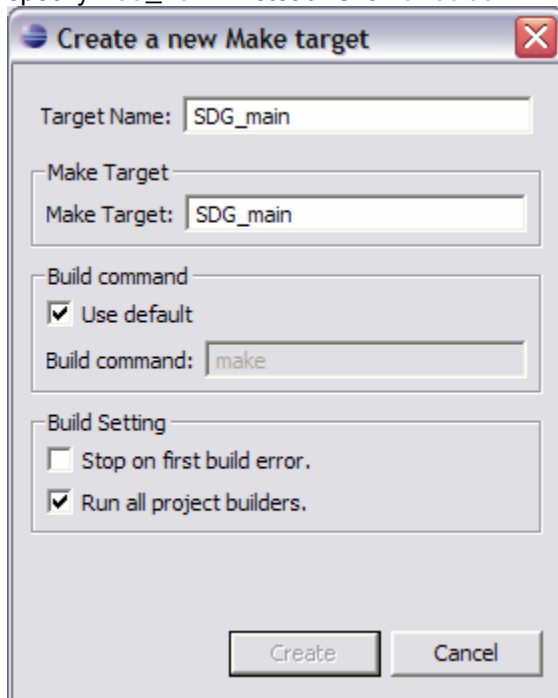 Create a new Make target
Target Name: SDG_main
Make Target
Make Target: SDG_main
Build command
Use default
Build command: make
Build Setting
Stop on first build error.
Run all project builders.
Create Cancel